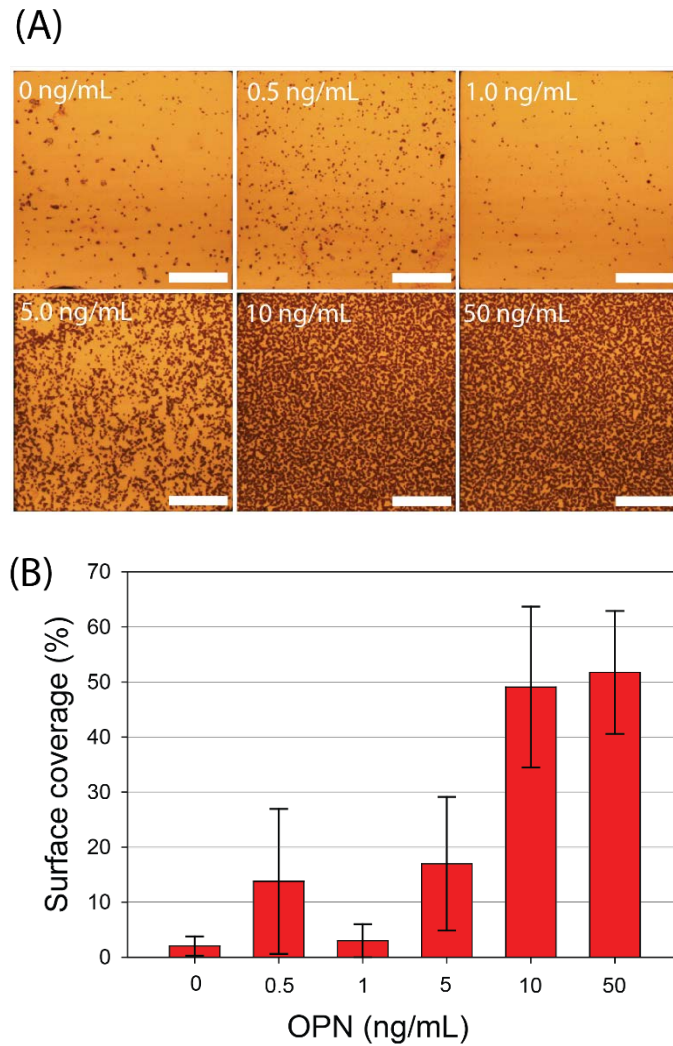 (A)
0 ng/mL
0.5 ng/mL
1.0 ng/mL
5.0 ng/mL
10 ng/mL
50 ng/mL
(B)
70
60
50
40
30
20
10
0
Surface coverage (%)
0 0.5 1 5 10 50
OPN (ng/mL)